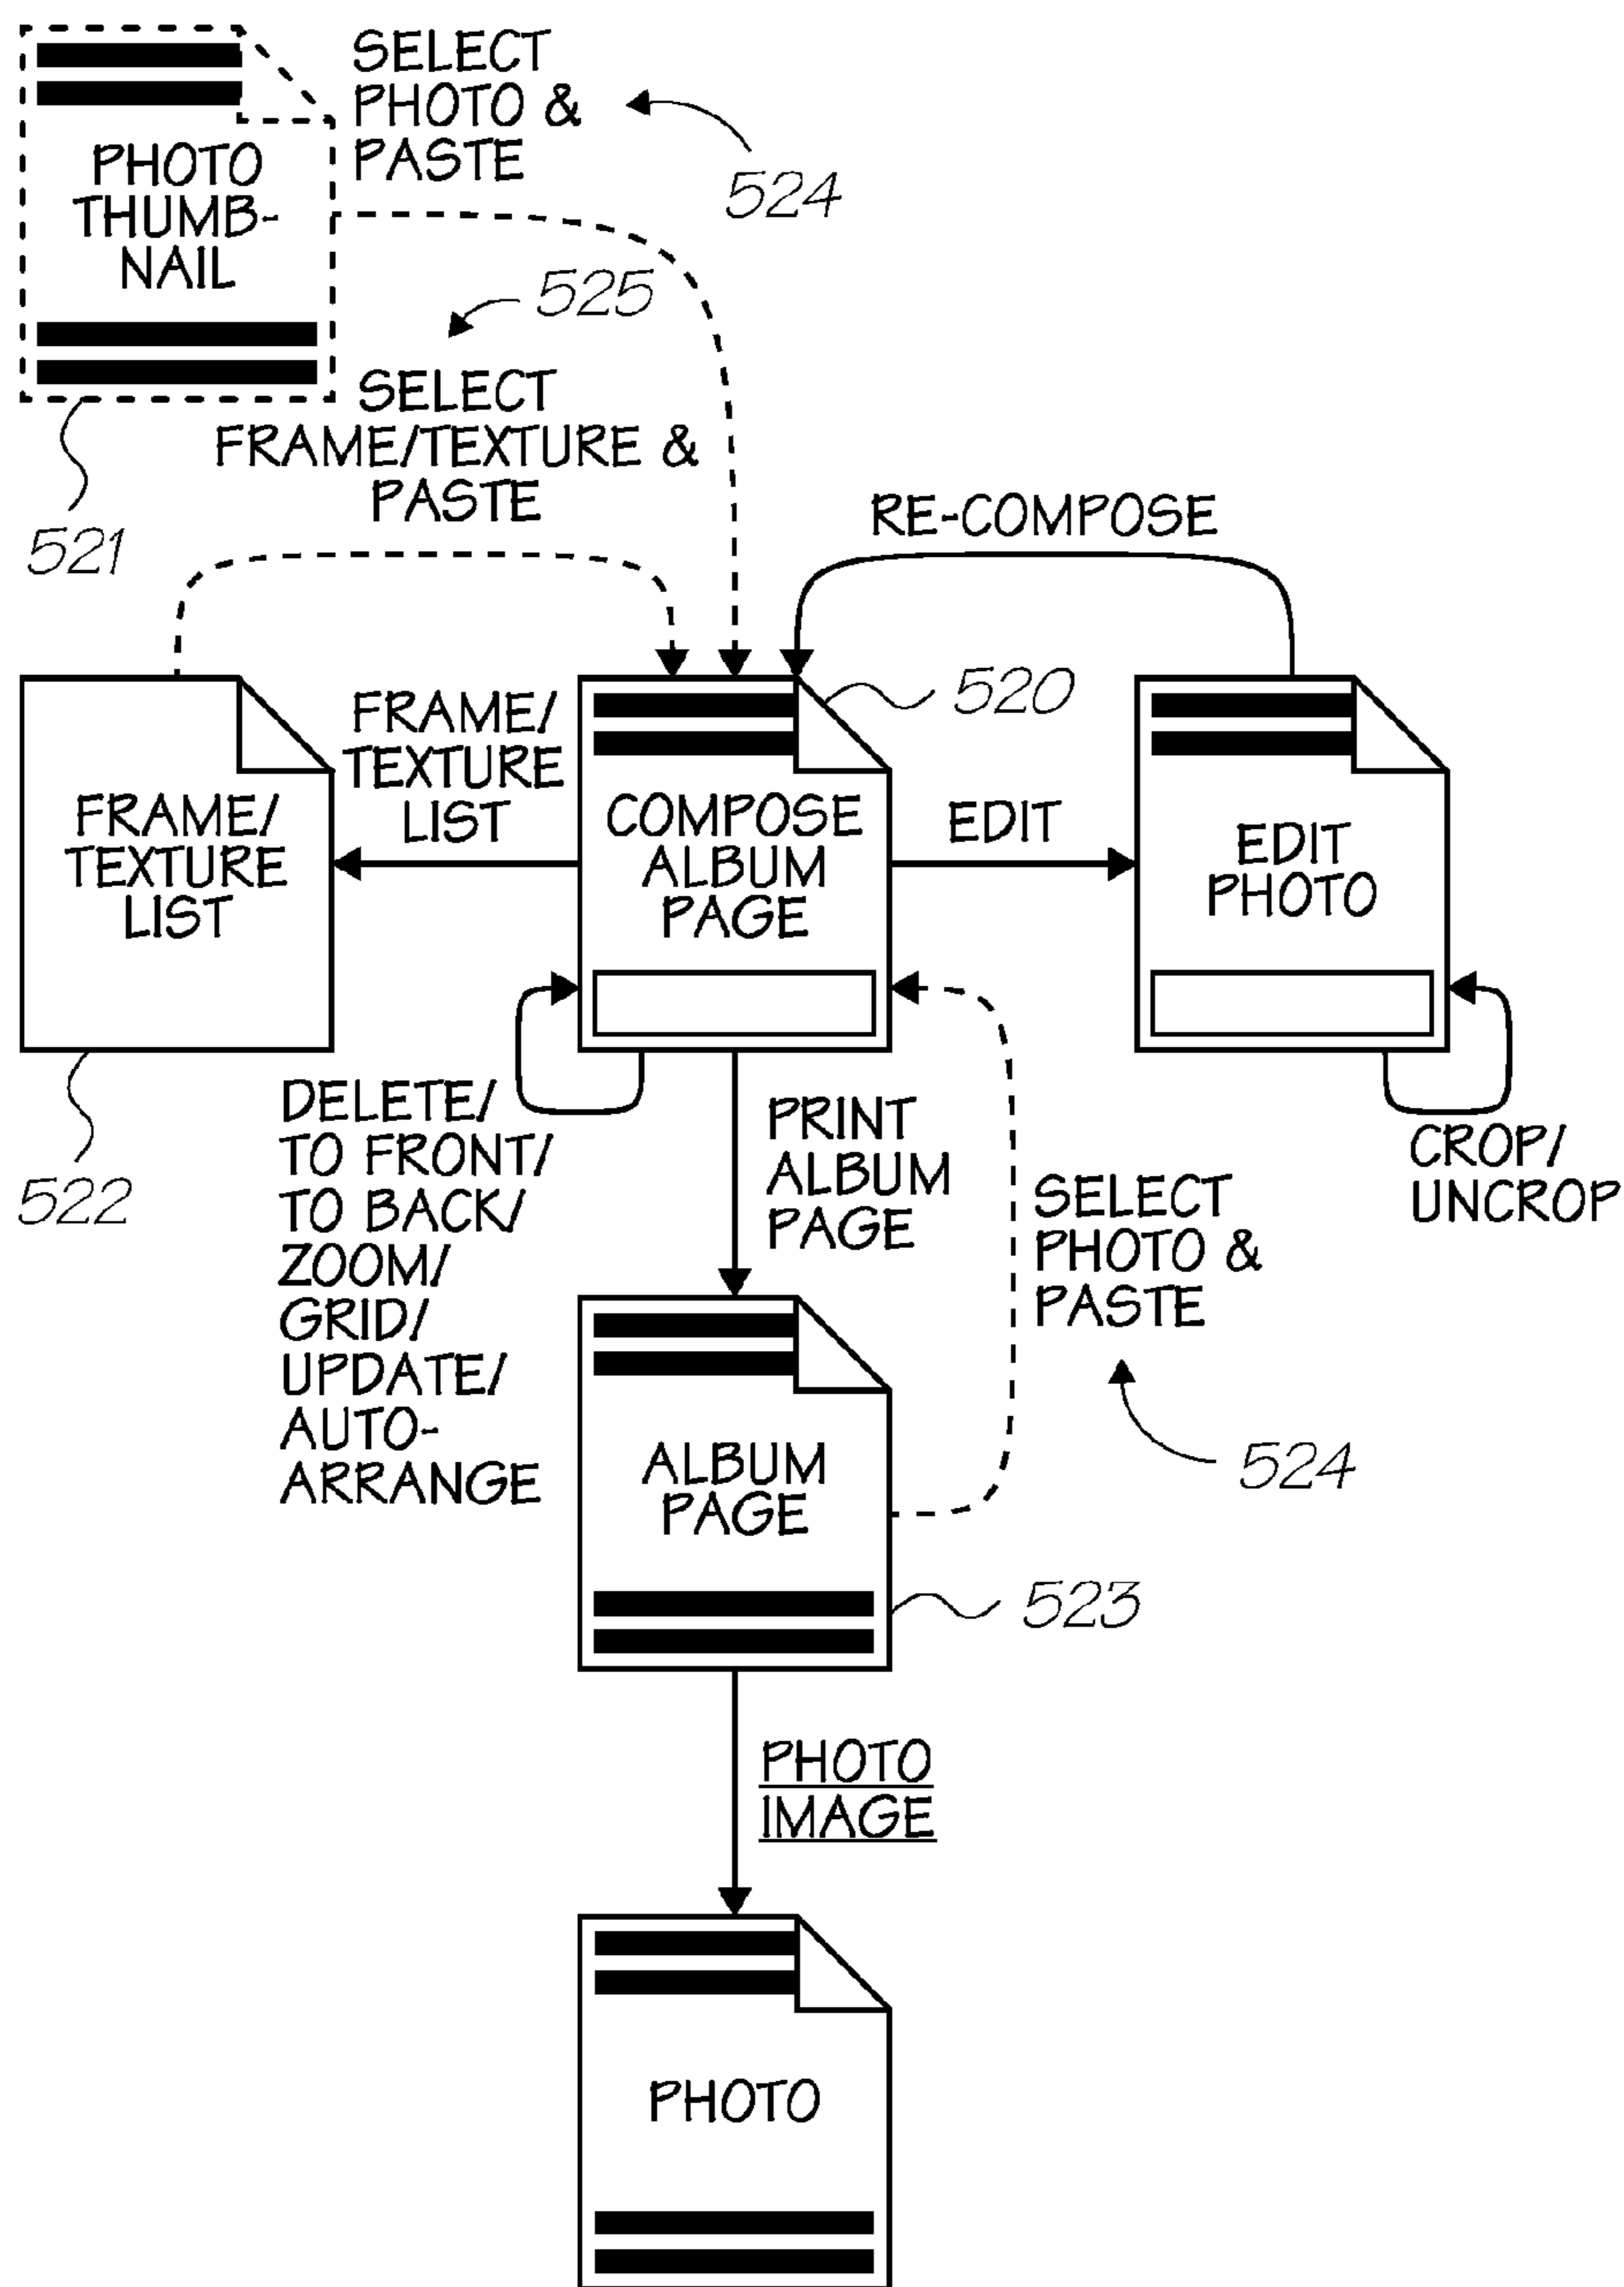 SELECT
PHOTO &
PASTE
524
PHOTO
THUMB-
NAIL
525
SELECT
FRAME/TEXTURE &
PASTE
521
RE-COMPOSE
520
FRAME/
TEXTURE
LIST
FRAME/
TEXTURE
LIST
COMPOSE
ALBUM
PAGE
EDIT
EDIT
PHOTO
522
DELETE/
TO FRONT/
TO BACK/
ZOOM/
GRID/
UPDATE/
AUTO-
ARRANGE
PRINT
ALBUM
PAGE
SELECT
PHOTO &
PASTE
CROP/
UNCROP
524
ALBUM
PAGE
523
PHOTO
IMAGE
PHOTO